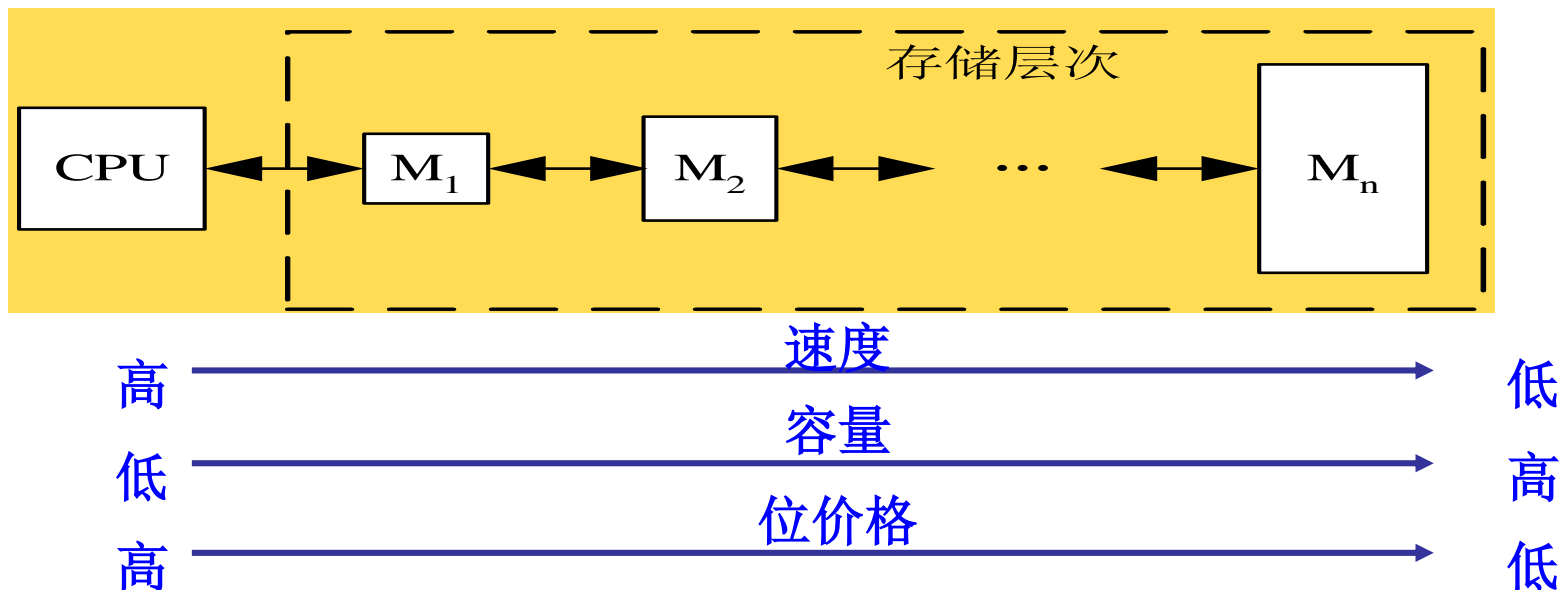 存储层次
CPU M₁ M₂ ··· Mₙ
速度
高 低
容量
低 高
位价格
高 低